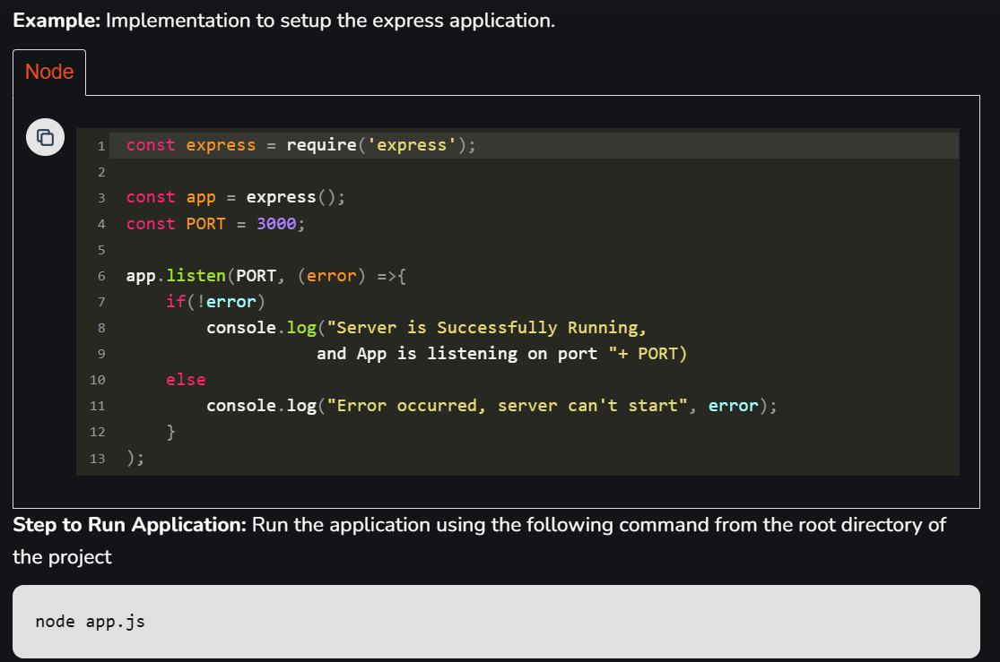 Example: Implementation to setup the express application.
Node
1 const express = require('express');
2
3 const app = express();
4 const PORT = 3000;
5
6 app.listen(PORT, (error) =>{
7     if(!error)
8         console.log("Server is Successfully Running,
9                    and App is listening on port "+ PORT)
10     else
11         console.log("Error occurred, server can't start", error);
12     }
13 );
Step to Run Application: Run the application using the following command from the root directory of
the project
node app.js